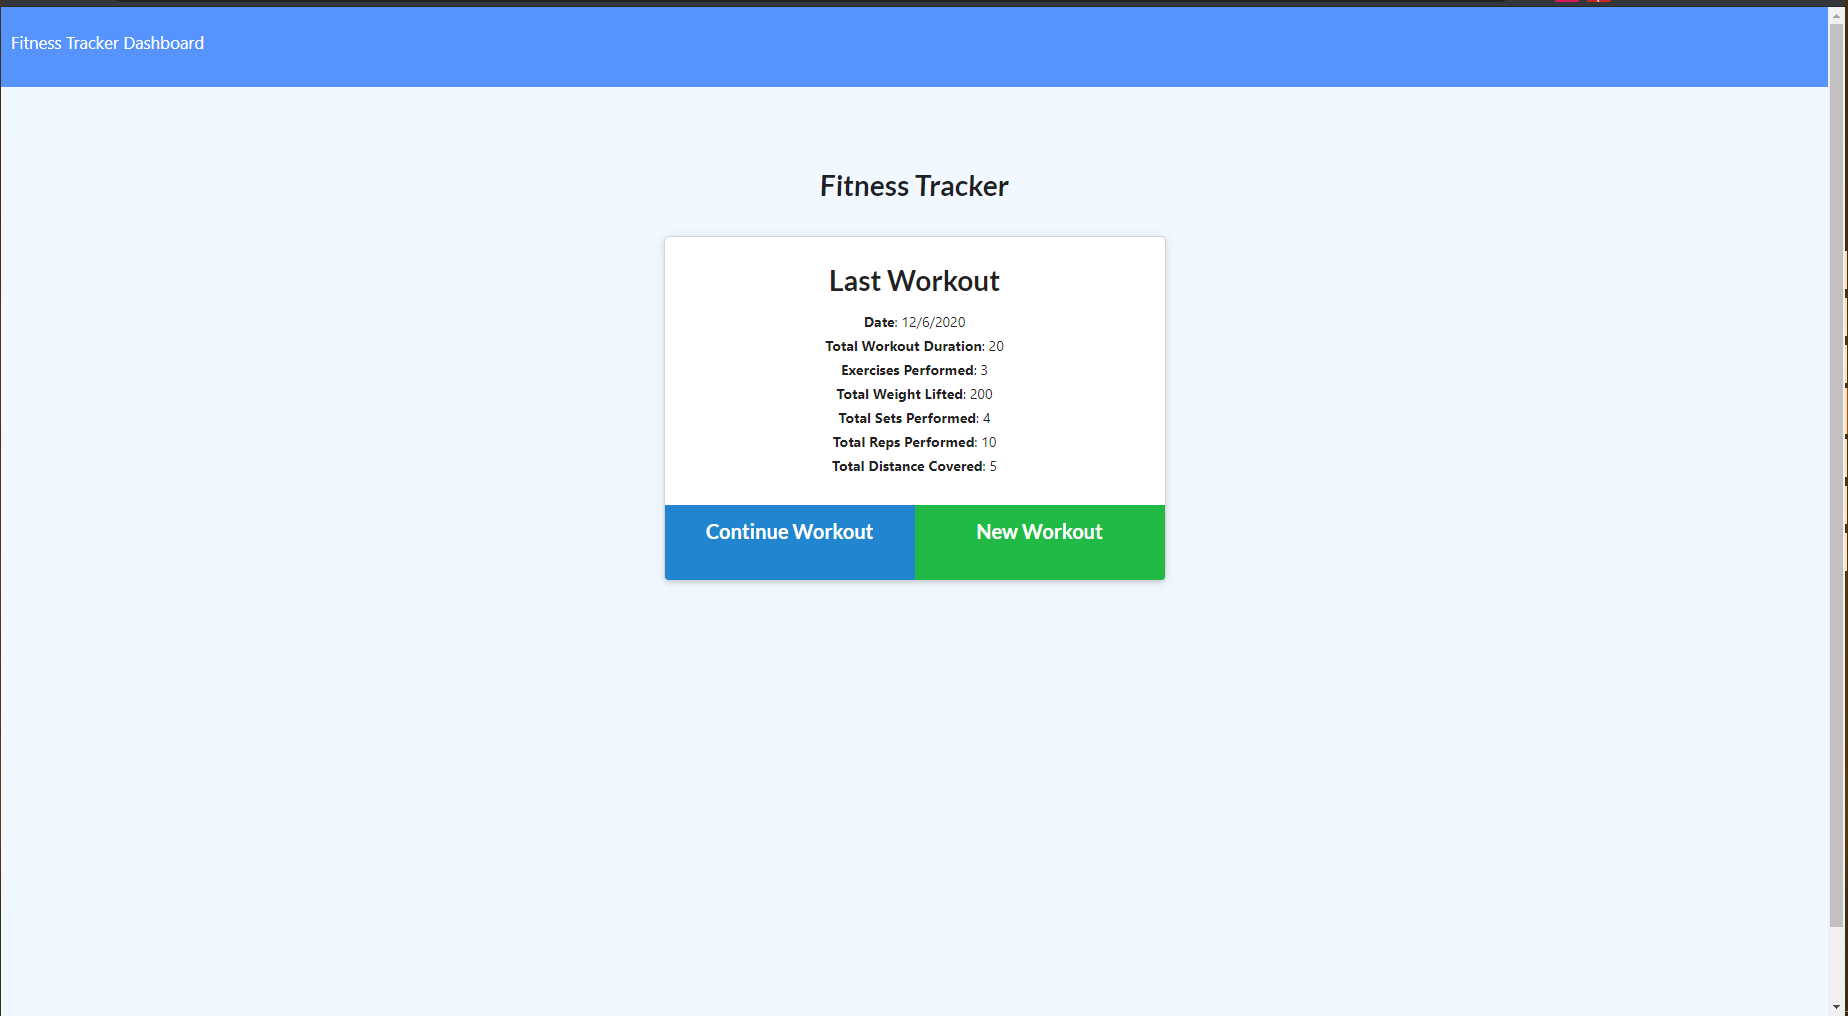 Fitness Tracker Dashboard
Fitness Tracker
Last Workout
Date: 12/6/2020
Total Workout Duration: 20
Exercises Performed: 3
Total Weight Lifted: 200
Total Sets Performed: 4
Total Reps Performed: 10
Total Distance Covered: 5
Continue Workout
New Workout